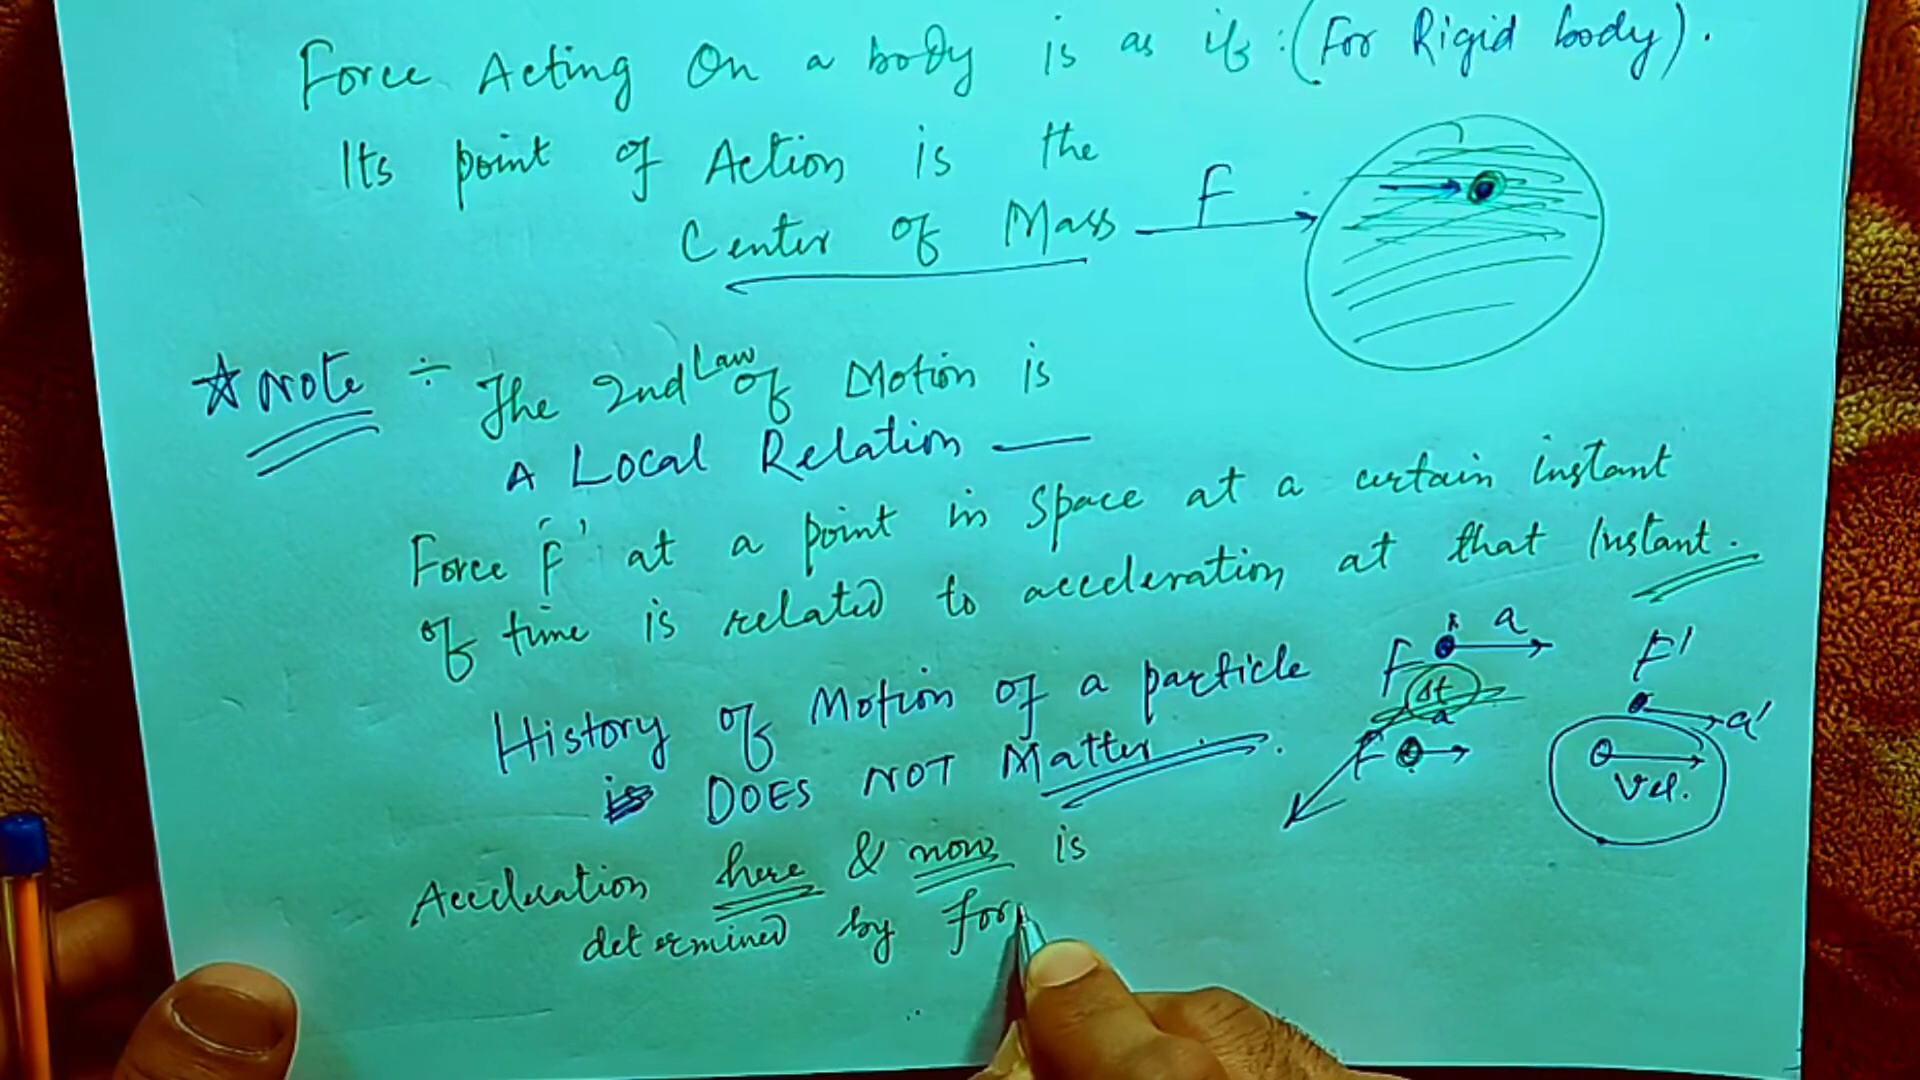 Force Acting On a body is as if : (For Rigid body).
Its point of Action is the
Center of Mass
F
☆ Note ÷ The 2nd Law of Motion is
A Local Relation —
Force 'F' at a point in Space at a certain instant
of time is related to acceleration at that Instant.
History of Motion of a particle
is DOES NOT Matter.
F a
Δt
F a
F'
a'
Vel.
Acceleration here & now is
determined by for